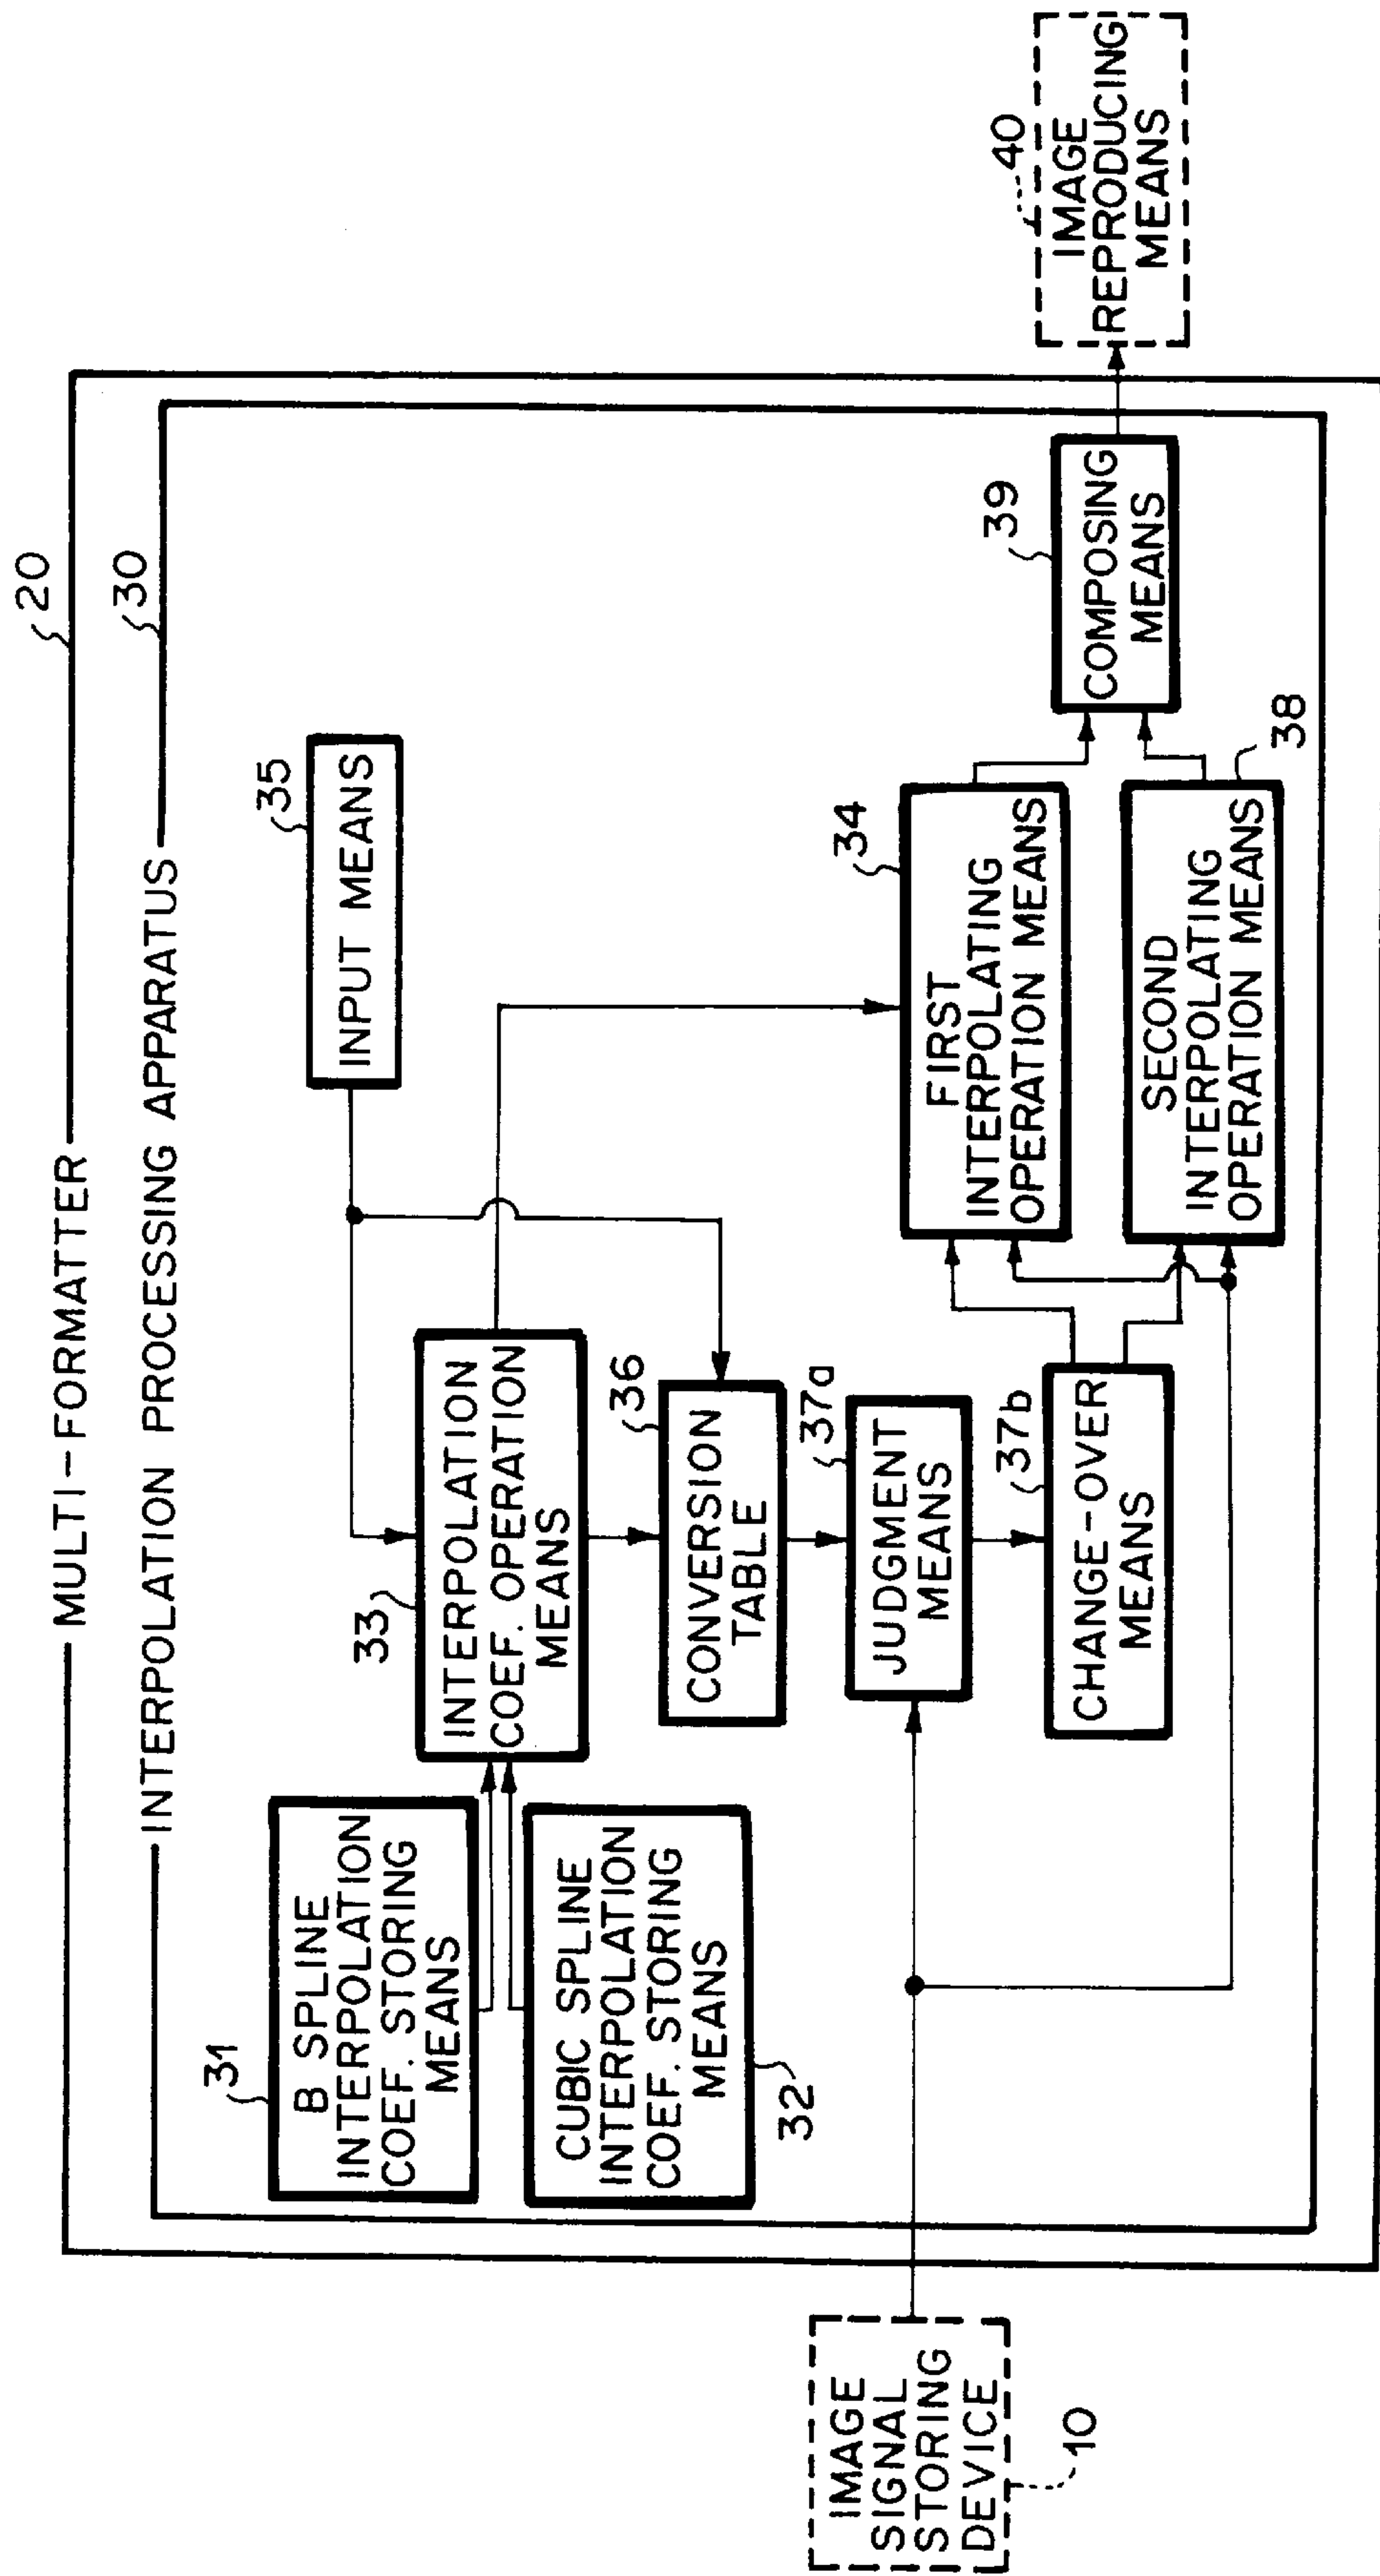 20
MULTI-FORMATTER
30
INTERPOLATION PROCESSING APPARATUS
31
B SPLINE
INTERPOLATION
COEF. STORING
MEANS
CUBIC SPLINE
INTERPOLATION
COEF. STORING
MEANS
32
33
INTERPOLATION
COEF. OPERATION
MEANS
35
INPUT MEANS
36
CONVERSION
TABLE
37a
JUDGMENT
MEANS
37b
CHANGE-OVER
MEANS
34
FIRST
INTERPOLATING
OPERATION MEANS
SECOND
INTERPOLATING
OPERATION MEANS
38
39
COMPOSING
MEANS
40
IMAGE
REPRODUCING
MEANS
IMAGE
SIGNAL
STORING
DEVICE
10